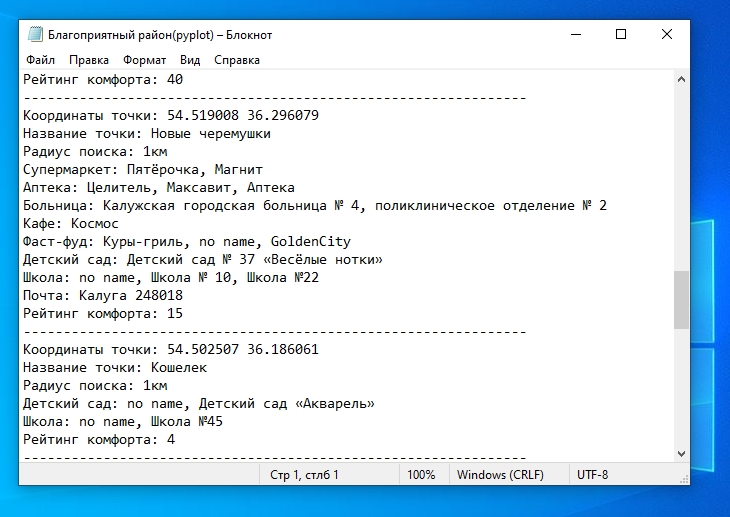 Благоприятный район(pyplot) – Блокнот
Файл Правка Формат Вид Справка
Рейтинг комфорта: 40
---------------------------------------------------------------
Координаты точки: 54.519008 36.296079
Название точки: Новые черемушки
Радиус поиска: 1км
Супермаркет: Пятёрочка, Магнит
Аптека: Целитель, Максавит, Аптека
Больница: Калужская городская больница № 4, поликлиническое отделение № 2
Кафе: Космос
Фаст-фуд: Куры-гриль, no name, GoldenCity
Детский сад: Детский сад № 37 «Весёлые нотки»
Школа: no name, Школа № 10, Школа №22
Почта: Калуга 248018
Рейтинг комфорта: 15
---------------------------------------------------------------
Координаты точки: 54.502507 36.186061
Название точки: Кошелек
Радиус поиска: 1км
Детский сад: no name, Детский сад «Акварель»
Школа: no name, Школа №45
Рейтинг комфорта: 4
---------------------------------------------------------------
Стр 1, стлб 1 100% Windows (CRLF) UTF-8